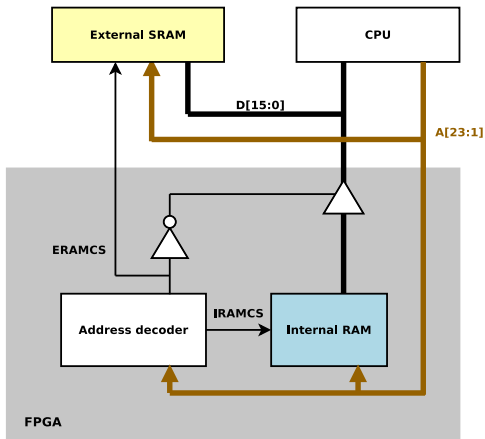 External SRAM
CPU
D[15:0]
A[23:1]
ERAMCS
IRAMCS
Address decoder
Internal RAM
FPGA